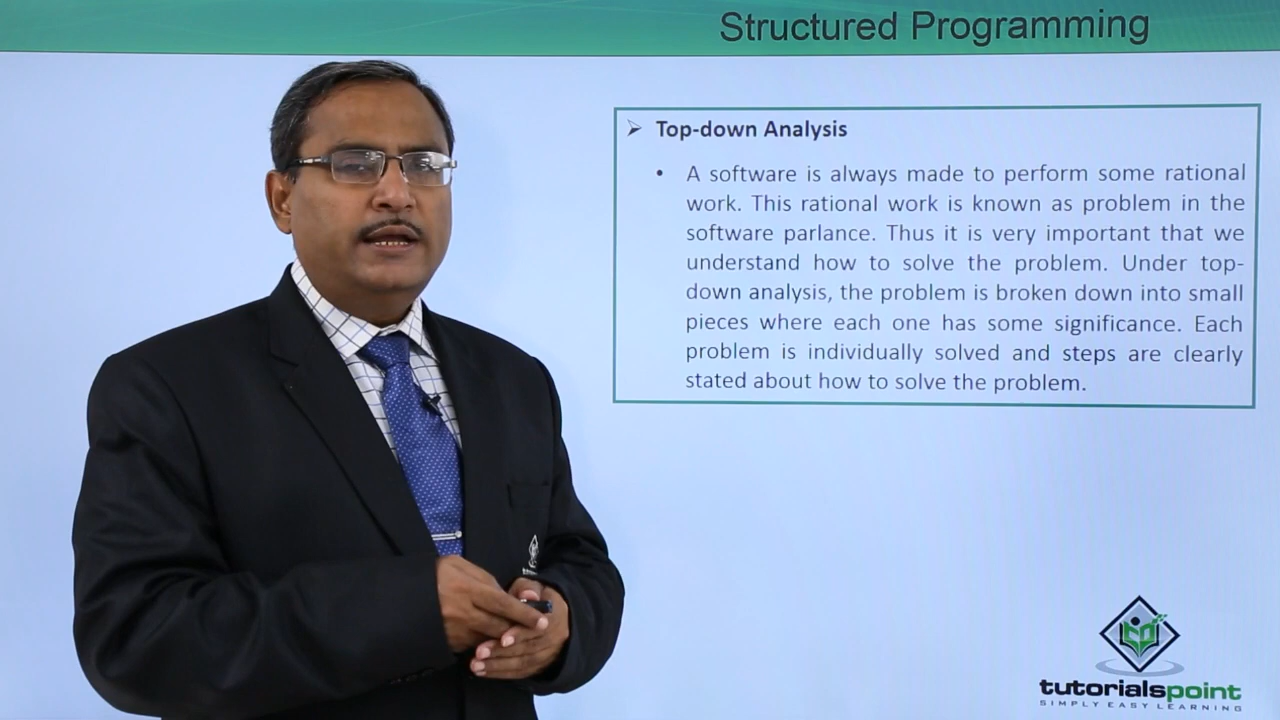 Structured Programming
➢ Top-down Analysis
• A software is always made to perform some rational
work. This rational work is known as problem in the
software parlance. Thus it is very important that we
understand how to solve the problem. Under top-
down analysis, the problem is broken down into small
pieces where each one has some significance. Each
problem is individually solved and steps are clearly
stated about how to solve the problem.
tutorialspoint
SIMPLY EASY LEARNING